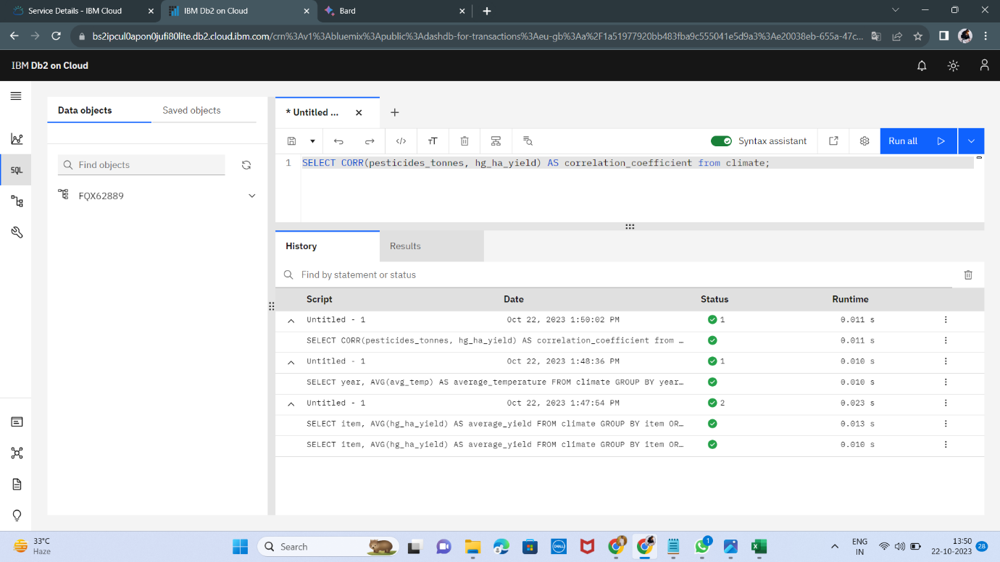 Service Details - IBM Cloud
IBM Db2 on Cloud
Bard
bs2ipcul0apon0jufi80lite.db2.cloud.ibm.com/crn%3Av1%3Abluemix%3Apublic%3Adashdb-for-transactions%3Aeu-gb%3Aa%2F1a51977920bb483fba9c555041e5d9a3%3Ae20038eb-655a-47c...
IBM Db2 on Cloud
Data objects
Saved objects
* Untitled ...
SQL
Find objects
FQX62889
Syntax assistant
Run all
1 SELECT CORR(pesticides_tonnes, hg_ha_yield) AS correlation_coefficient from climate;
History
Results
Find by statement or status
Script Date Status Runtime
Untitled - 1 Oct 22, 2023 1:50:02 PM 1 0.011 s
SELECT CORR(pesticides_tonnes, hg_ha_yield) AS correlation_coefficient from … 0.011 s
Untitled - 1 Oct 22, 2023 1:48:36 PM 1 0.010 s
SELECT year, AVG(avg_temp) AS average_temperature FROM climate GROUP BY year… 0.010 s
Untitled - 1 Oct 22, 2023 1:47:54 PM 2 0.023 s
SELECT item, AVG(hg_ha_yield) AS average_yield FROM climate GROUP BY item OR… 0.013 s
SELECT item, AVG(hg_ha_yield) AS average_yield FROM climate GROUP BY item OR… 0.010 s
33°C
Haze
Search
DELL
1
ENG
IN
13:50
22-10-2023
28